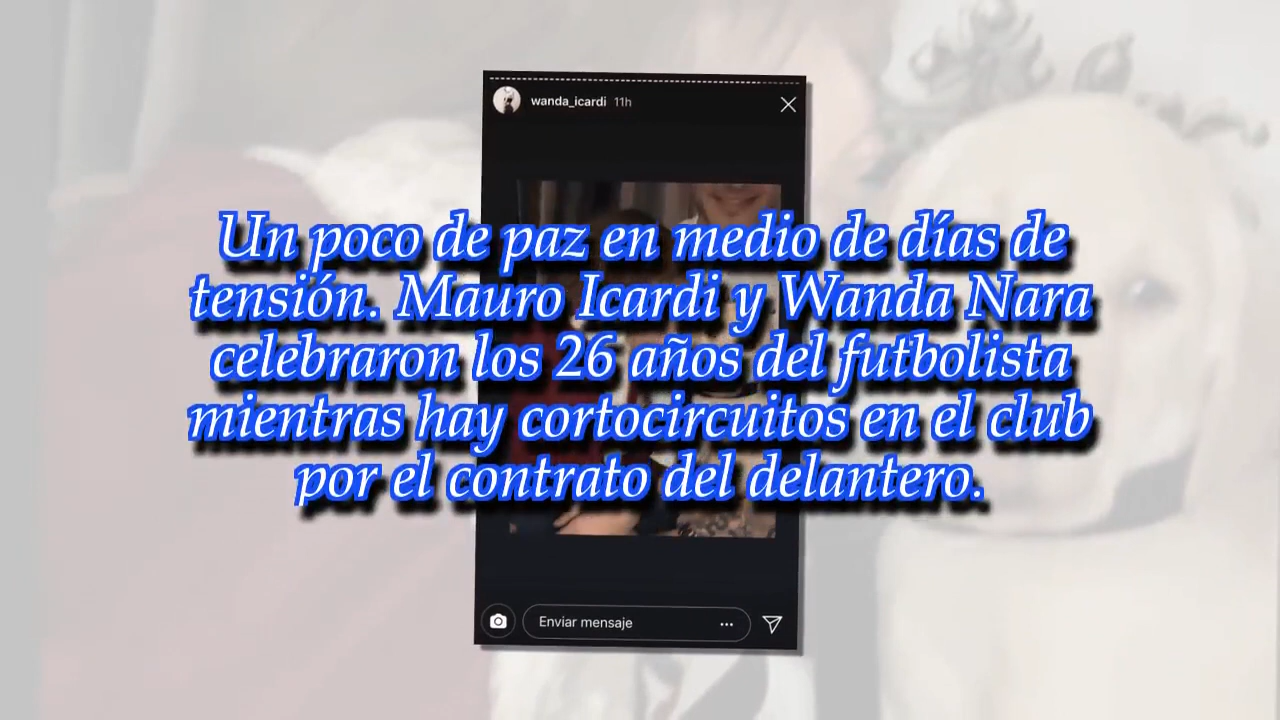 wanda_icardi 11h
Un poco de paz en medio de días de
tensión. Mauro Icardi y Wanda Nara
celebraron los 26 años del futbolista
mientras hay cortocircuitos en el club
por el contrato del delantero.
Enviar mensaje